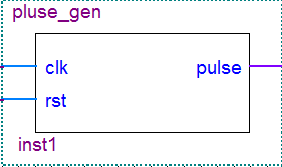 pluse_gen
clk pulse
rst
inst1